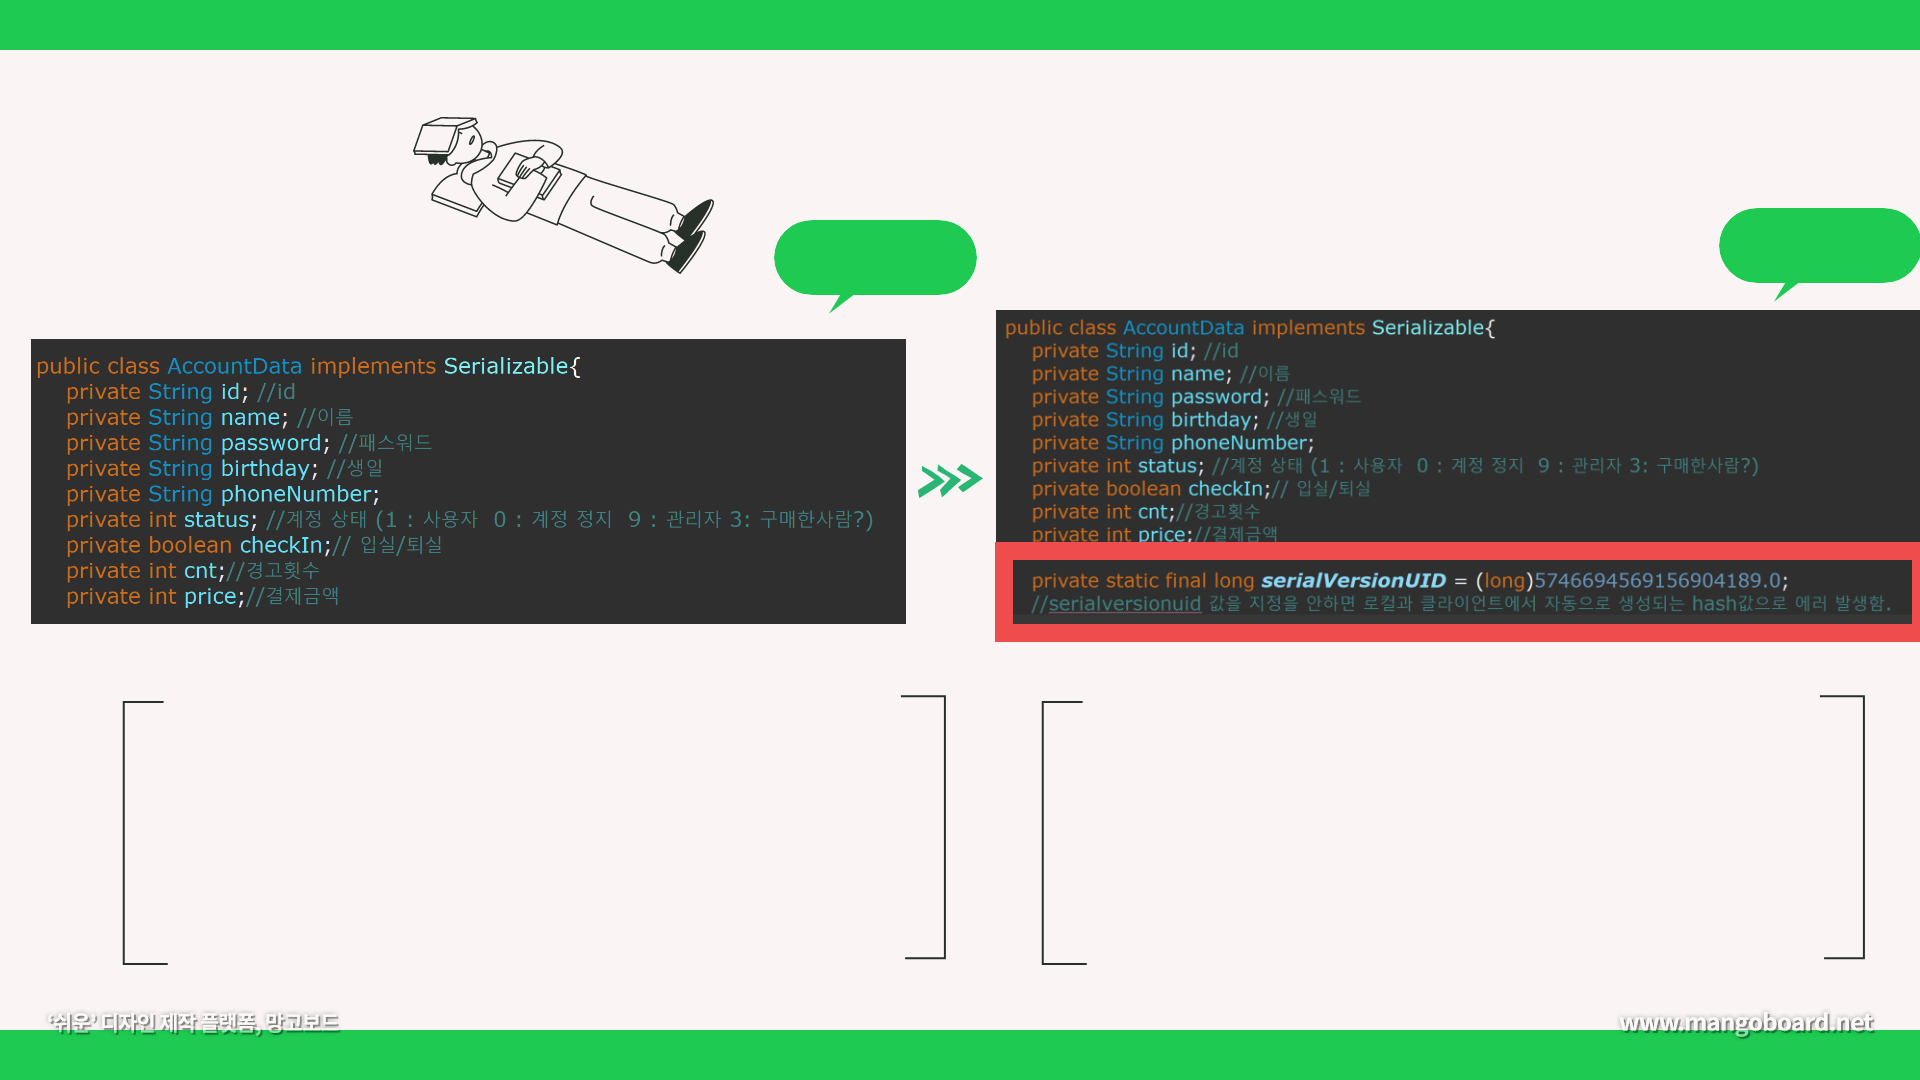 public class AccountData implements Serializable{
private String id; //id
private String name; //이름
private String password; //패스워드
private String birthday; //생일
private String phoneNumber;
private int status; //계정 상태 (1 : 사용자  0 : 계정 정지  9 : 관리자 3: 구매한사람?)
private boolean checkIn;// 입실/퇴실
private int cnt;//경고횟수
private int price;//결제금액
public class AccountData implements Serializable{
private String id; //id
private String name; //이름
private String password; //패스워드
private String birthday; //생일
private String phoneNumber;
private int status; //계정 상태 (1 : 사용자  0 : 계정 정지  9 : 관리자 3: 구매한사람?)
private boolean checkIn;// 입실/퇴실
private int cnt;//경고횟수
private int price;//결제금액
private static final long serialVersionUID = (long)5746694569156904189.0;
//serialversionuid 값을 지정을 안하면 로컬과 클라이언트에서 자동으로 생성되는 hash값으로 에러 발생함.
‘쉬운’ 디자인 제작 플랫폼, 망고보드
www.mangoboard.net